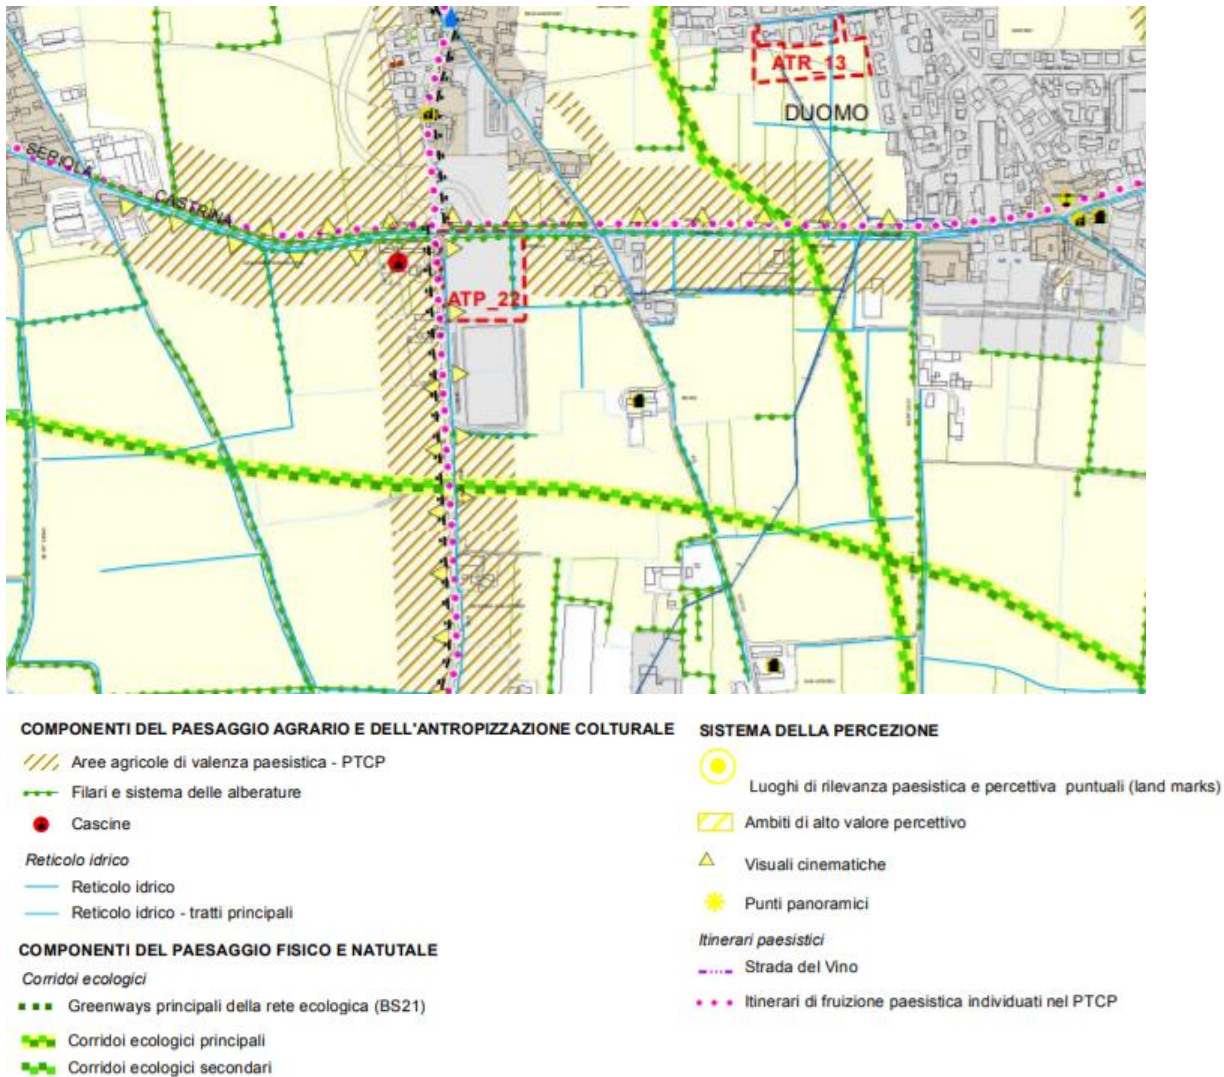 ATR_13
DUOMO
SERIOLA
CASTRINA
ATP_22
COMPONENTI DEL PAESAGGIO AGRARIO E DELL'ANTROPIZZAZIONE COLTURALE
Aree agricole di valenza paesistica - PTCP
Filari e sistema delle alberature
Cascine
Reticolo idrico
Reticolo idrico
Reticolo idrico - tratti principali
COMPONENTI DEL PAESAGGIO FISICO E NATUTALE
Corridoi ecologici
Greenways principali della rete ecologica (BS21)
Corridoi ecologici principali
Corridoi ecologici secondari
SISTEMA DELLA PERCEZIONE
Luoghi di rilevanza paesistica e percettiva puntuali (land marks)
Ambiti di alto valore percettivo
Visuali cinematiche
Punti panoramici
Itinerari paesistici
Strada del Vino
Itinerari di fruizione paesistica individuati nel PTCP